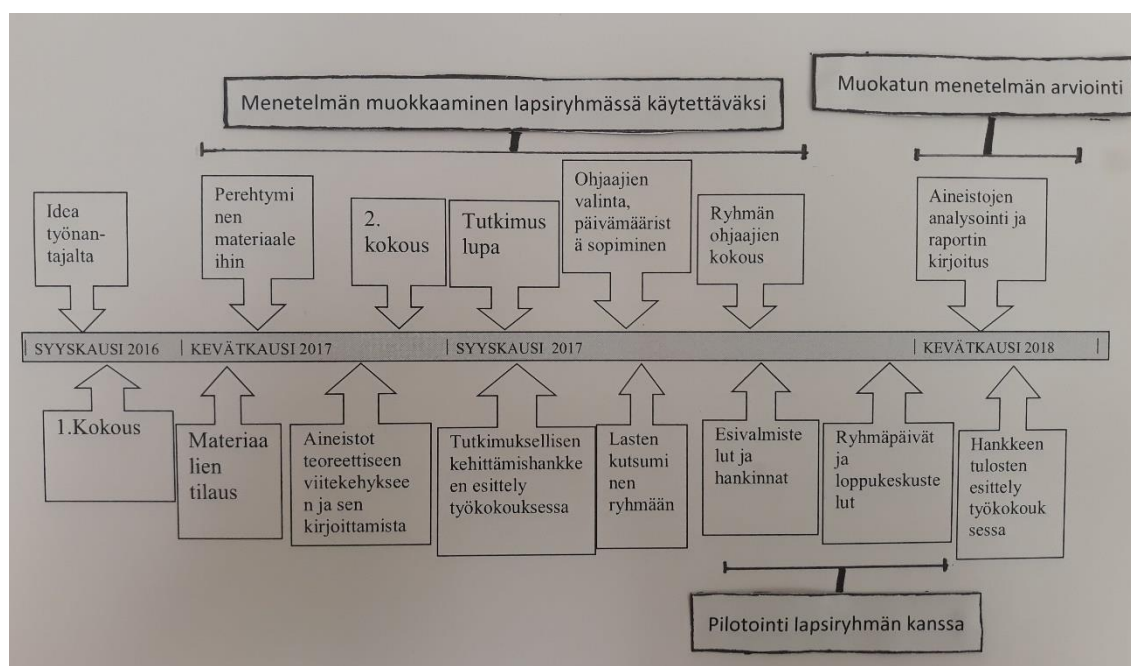 Menetelmän muokkaaminen lapsiryhmässä käytettäväksi
Muokatun menetelmän arviointi
Idea
työnan-
tajalta
Perehtymi
nen
materiaale
ihin
2.
kokous
Tutkimus
lupa
Ohjaajien
valinta,
päivämäärist
ä sopiminen
Ryhmän
ohjaajien
kokous
Aineistojen
analysointi ja
raportin
kirjoitus
SYYSKAUSI 2016
KEVÄTKAUSI 2017
SYYSKAUSI 2017
KEVÄTKAUSI 2018
1.Kokous
Materiaa
lien
tilaus
Aineistot
teoreettiseen
viitekehyksee
n ja sen
kirjoittamista
Tutkimuksellisen
kehittämishankke
en esittely
työkokouksessa
Lasten
kutsumi
nen
ryhmään
Esivalmiste
lut ja
hankinnat
Ryhmäpäivät
ja
loppukeskuste
lut
Hankkeen
tulosten
esittely
työkokouk
sessa
Pilotointi lapsiryhmän kanssa